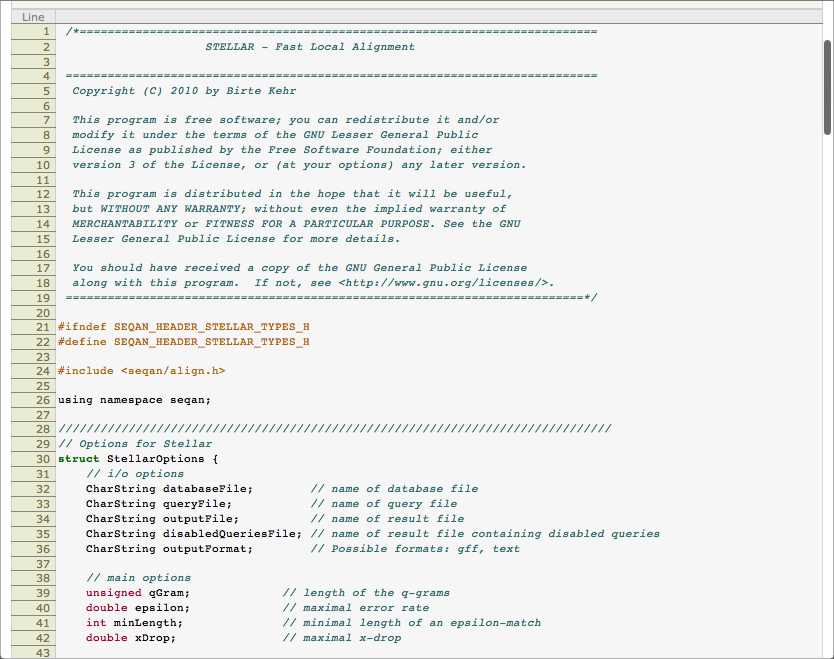 Line
1 /*==========================================================================
2 STELLAR - Fast Local Alignment
3
4 ============================================================================
5 Copyright (C) 2010 by Birte Kehr
6
7 This program is free software; you can redistribute it and/or
8 modify it under the terms of the GNU Lesser General Public
9 License as published by the Free Software Foundation; either
10 version 3 of the License, or (at your options) any later version.
11
12 This program is distributed in the hope that it will be useful,
13 but WITHOUT ANY WARRANTY; without even the implied warranty of
14 MERCHANTABILITY or FITNESS FOR A PARTICULAR PURPOSE. See the GNU
15 Lesser General Public License for more details.
16
17 You should have received a copy of the GNU General Public License
18 along with this program.  If not, see <http://www.gnu.org/licenses/>.
19 ==========================================================================*/
20
21 #ifndef SEQAN_HEADER_STELLAR_TYPES_H
22 #define SEQAN_HEADER_STELLAR_TYPES_H
23
24 #include <seqan/align.h>
25
26 using namespace seqan;
27
28 ///////////////////////////////////////////////////////////////////////////////
29 // Options for Stellar
30 struct StellarOptions {
31 // i/o options
32 CharString databaseFile; // name of database file
33 CharString queryFile; // name of query file
34 CharString outputFile; // name of result file
35 CharString disabledQueriesFile; // name of result file containing disabled queries
36 CharString outputFormat; // Possible formats: gff, text
37
38 // main options
39 unsigned qGram; // length of the q-grams
40 double epsilon; // maximal error rate
41 int minLength; // minimal length of an epsilon-match
42 double xDrop; // maximal x-drop
43